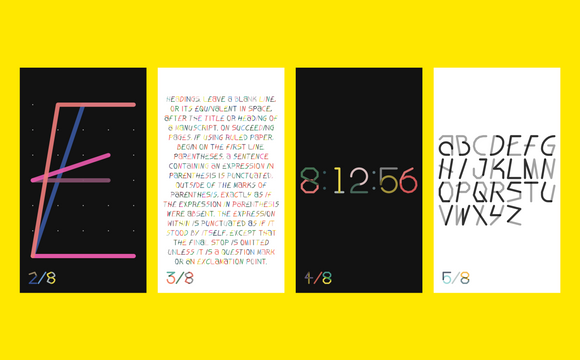 E
2/8
HEADINGS. LEAVE A BLANK LINE,
OR ITS EQUIVALENT IN SPACE,
AFTER THE TITLE OR HEADING OF
A MANUSCRIPT. ON SUCCEEDING
PAGES, IF USING RULED PAPER,
BEGIN ON THE FIRST LINE.
PARENTHESES. A SENTENCE
CONTAINING AN EXPRESSION IN
PARENTHESIS IS PUNCTUATED,
OUTSIDE OF THE MARKS OF
PARENTHESIS, EXACTLY AS IF
THE EXPRESSION IN PARENTHESIS
WERE ABSENT. THE EXPRESSION
WITHIN IS PUNCTUATED AS IF IT
STOOD BY ITSELF, EXCEPT THAT
THE FINAL STOP IS OMITTED
UNLESS IT IS A QUESTION MARK
OR AN EXCLAMATION POINT.
3/8
8:12:56
4/8
aBCDEFG
HIJKLMN
OPQRSTU
VWXYZ
5/8